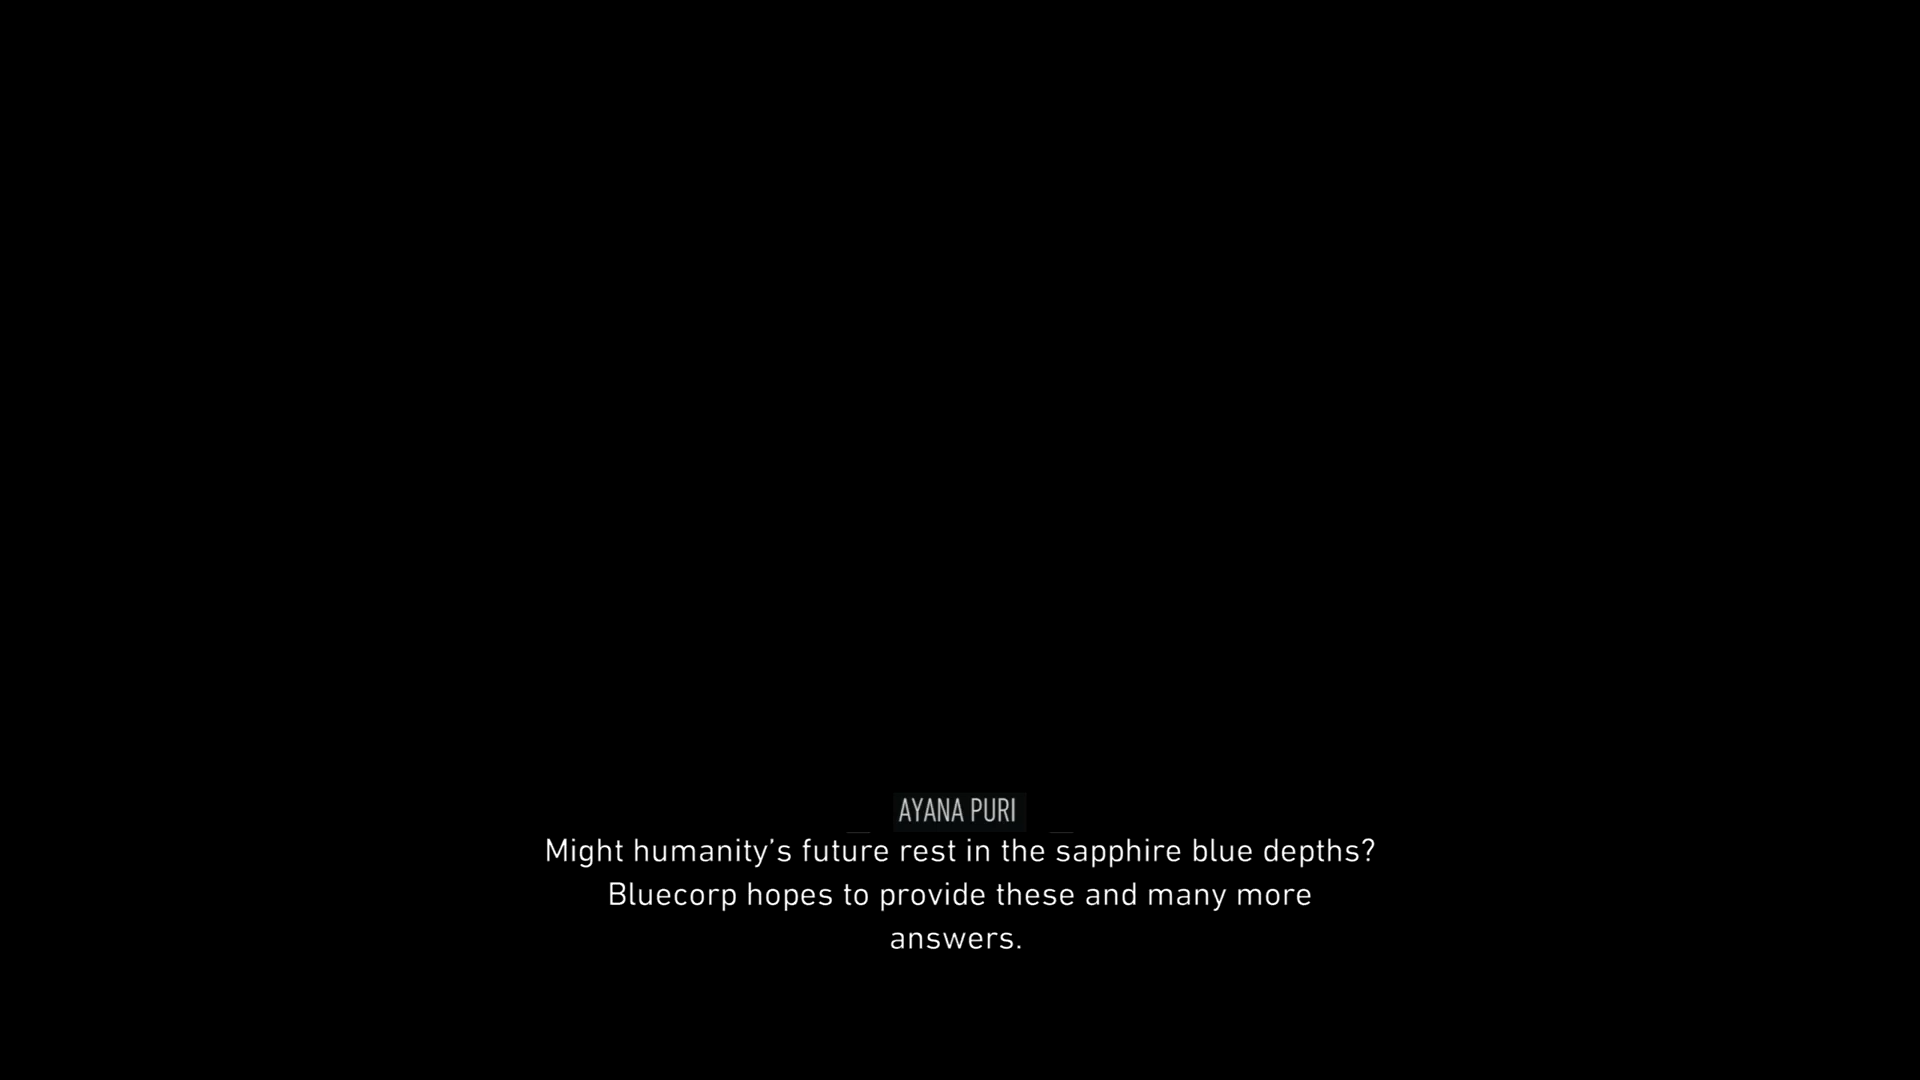 AYANA PURI
Might humanity’s future rest in the sapphire blue depths?
Bluecorp hopes to provide these and many more
answers.